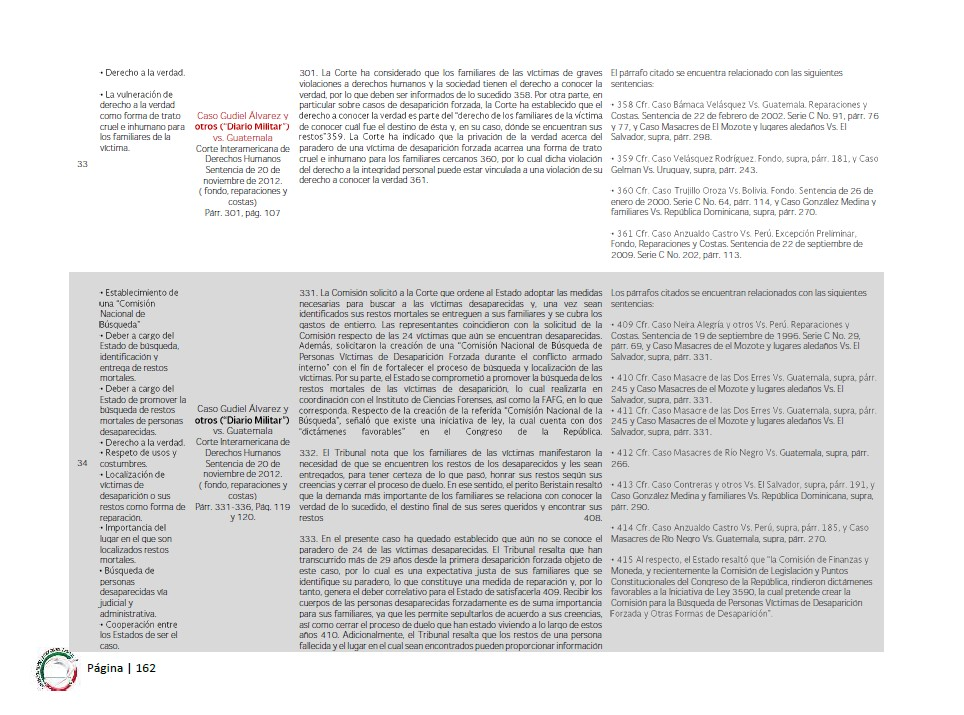 33
• Derecho a la verdad.
• La vulneración de
derecho a la verdad
como forma de trato
cruel e inhumano para
los familiares de la
víctima.
Caso Gudiel Álvarez y
otros ("Diario Militar")
vs. Guatemala
Corte Interamericana de
Derechos Humanos
Sentencia de 20 de
noviembre de 2012.
( fondo, reparaciones y
costas)
Párr. 301, pág. 107
301. La Corte ha considerado que los familiares de las víctimas de graves
violaciones a derechos humanos y la sociedad tienen el derecho a conocer la
verdad, por lo que deben ser informados de lo sucedido 358. Por otra parte, en
particular sobre casos de desaparición forzada, la Corte ha establecido que el
derecho a conocer la verdad es parte del "derecho de los familiares de la víctima
de conocer cuál fue el destino de ésta y, en su caso, dónde se encuentran sus
restos"359. La Corte ha indicado que la privación de la verdad acerca del
paradero de una víctima de desaparición forzada acarrea una forma de trato
cruel e inhumano para los familiares cercanos 360, por lo cual dicha violación
del derecho a la integridad personal puede estar vinculada a una violación de su
derecho a conocer la verdad 361.
El párrafo citado se encuentra relacionado con las siguientes
sentencias:
• 358 Cfr. Caso Bámaca Velásquez Vs. Guatemala. Reparaciones y
Costas. Sentencia de 22 de febrero de 2002. Serie C No. 91, párr. 76
y 77, y Caso Masacres de El Mozote y lugares aledaños Vs. El
Salvador, supra, párr. 298.
• 359 Cfr. Caso Velásquez Rodríguez. Fondo, supra, párr. 181, y Caso
Gelman Vs. Uruguay, supra, párr. 243.
• 360 Cfr. Caso Trujillo Oroza Vs. Bolivia. Fondo. Sentencia de 26 de
enero de 2000. Serie C No. 64, párr. 114, y Caso González Medina y
familiares Vs. República Dominicana, supra, párr. 270.
• 361 Cfr. Caso Anzualdo Castro Vs. Perú. Excepción Preliminar,
Fondo, Reparaciones y Costas. Sentencia de 22 de septiembre de
2009. Serie C No. 202, párr. 113.
34
• Establecimiento de
una "Comisión
Nacional de
Búsqueda"
• Deber a cargo del
Estado de búsqueda,
identificación y
entrega de restos
mortales.
• Deber a cargo del
Estado de promover la
búsqueda de restos
mortales de personas
desaparecidas.
• Derecho a la verdad.
• Respeto de usos y
costumbres.
• Localización de
víctimas de
desaparición o sus
restos como forma de
reparación.
• Importancia del
lugar en el que son
localizados restos
mortales.
• Búsqueda de
personas
desaparecidas vía
judicial y
administrativa.
• Cooperación entre
los Estados de ser el
caso.
Caso Gudiel Álvarez y
otros ("Diario Militar")
vs. Guatemala
Corte Interamericana de
Derechos Humanos
Sentencia de 20 de
noviembre de 2012.
( fondo, reparaciones y
costas)
Párr. 331-336, Pág. 119
y 120.
331. La Comisión solicitó a la Corte que ordene al Estado adoptar las medidas
necesarias para buscar a las víctimas desaparecidas y, una vez sean
identificados sus restos mortales se entreguen a sus familiares y se cubra los
gastos de entierro. Las representantes coincidieron con la solicitud de la
Comisión respecto de las 24 víctimas que aún se encuentran desaparecidas.
Además, solicitaron la creación de una "Comisión Nacional de Búsqueda de
Personas Víctimas de Desaparición Forzada durante el conflicto armado
interno" con el fin de fortalecer el proceso de búsqueda y localización de las
víctimas. Por su parte, el Estado se comprometió a promover la búsqueda de los
restos mortales de las víctimas de desaparición, lo cual realizaría en
coordinación con el Instituto de Ciencias Forenses, así como la FAFG, en lo que
corresponda. Respecto de la creación de la referida "Comisión Nacional de la
Búsqueda", señaló que existe una iniciativa de ley, la cual cuenta con dos
"dictámenes favorables" en el Congreso de la República.
332. El Tribunal nota que los familiares de las víctimas manifestaron la
necesidad de que se encuentren los restos de los desaparecidos y les sean
entregados, para tener certeza de lo que pasó, honrar sus restos según sus
creencias y cerrar el proceso de duelo. En ese sentido, el perito Beristain resaltó
que la demanda más importante de los familiares se relaciona con conocer la
verdad de lo sucedido, el destino final de sus seres queridos y encontrar sus
restos 408.
333. En el presente caso ha quedado establecido que aún no se conoce el
paradero de 24 de las víctimas desaparecidas. El Tribunal resalta que han
transcurrido más de 29 años desde la primera desaparición forzada objeto de
este caso, por lo cual es una expectativa justa de sus familiares que se
identifique su paradero, lo que constituye una medida de reparación y, por lo
tanto, genera el deber correlativo para el Estado de satisfacerla 409. Recibir los
cuerpos de las personas desaparecidas forzadamente es de suma importancia
para sus familiares, ya que les permite sepultarlos de acuerdo a sus creencias,
así como cerrar el proceso de duelo que han estado viviendo a lo largo de estos
años 410. Adicionalmente, el Tribunal resalta que los restos de una persona
fallecida y el lugar en el cual sean encontrados pueden proporcionar información
Los párrafos citados se encuentran relacionados con las siguientes
sentencias:
• 409 Cfr. Caso Neira Alegría y otros Vs. Perú. Reparaciones y
Costas. Sentencia de 19 de septiembre de 1996. Serie C No. 29,
párr. 69, y Caso Masacres de el Mozote y lugares aledaños Vs. El
Salvador, supra, párr. 331.
• 410 Cfr. Caso Masacre de las Dos Erres Vs. Guatemala, supra, párr.
245 y Caso Masacres de el Mozote y lugares aledaños Vs. El
Salvador, supra, párr. 331.
• 411 Cfr. Caso Masacre de las Dos Erres Vs. Guatemala, supra, párr.
245 y Caso Masacres de el Mozote y lugares aledaños Vs. El
Salvador, supra, párr. 331.
• 412 Cfr. Caso Masacres de Río Negro Vs. Guatemala, supra, párr.
266.
• 413 Cfr. Caso Contreras y otros Vs. El Salvador, supra, párr. 191, y
Caso González Medina y familiares Vs. República Dominicana, supra,
párr. 290.
• 414 Cfr. Caso Anzualdo Castro Vs. Perú, supra, párr. 185, y Caso
Masacres de Río Negro Vs. Guatemala, supra, párr. 270.
• 415 Al respecto, el Estado resaltó que "la Comisión de Finanzas y
Moneda, y recientemente la Comisión de Legislación y Puntos
Constitucionales del Congreso de la República, rindieron dictámenes
favorables a la Iniciativa de Ley 3590, la cual pretende crear la
Comisión para la Búsqueda de Personas Víctimas de Desaparición
Forzada y Otras Formas de Desaparición".
Página | 162